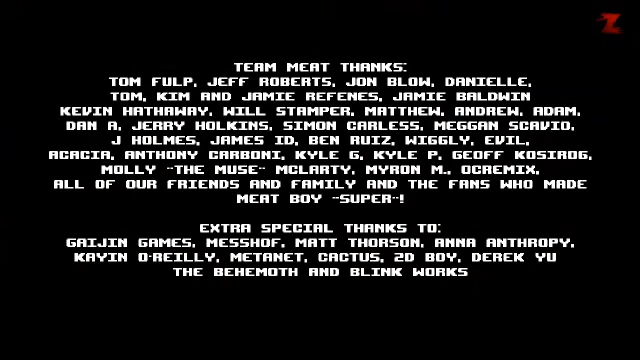 TEAM MEAT THANKS:
TOM FULP, JEFF ROBERTS, JON BLOW, DANIELLE,
TOM, KIM AND JAMIE REFENES, JAMIE BALDWIN
KEVIN HATHAWAY, WILL STAMPER, MATTHEW, ANDREW, ADAM,
DAN A, JERRY HOLKINS, SIMON CARLESS, MEGGAN SCAVIO,
J HOLMES, JAMES ID, BEN RUIZ, WIGGLY, EVIL,
ACACIA, ANTHONY CARBONI, KYLE G, KYLE P, GEOFF KOSIROG,
MOLLY -THE MUSE- MCLARTY, MYRON M., OCREMIX,
ALL OF OUR FRIENDS AND FAMILY AND THE FANS WHO MADE
MEAT BOY -SUPER-!
EXTRA SPECIAL THANKS TO:
GAIJIN GAMES, MESSHOF, MATT THORSON, ANNA ANTHROPY,
KAYIN O-REILLY, METANET, CACTUS, 2D BOY, DEREK YU
THE BEHEMOTH AND BLINK WORKS
Z